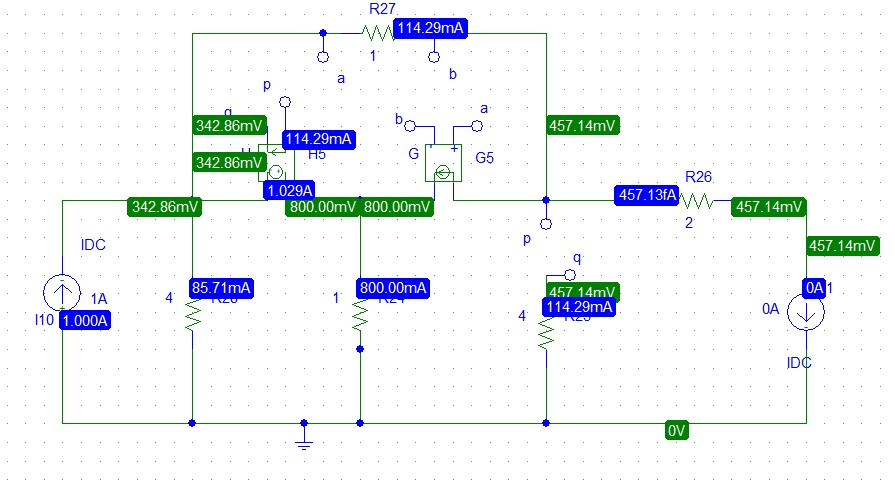 R27
114.29mA
1
a
b
p
q
342.86mV
114.29mA
b
a
457.14mV
342.86mV
H5
G
G5
1.029A
342.86mV
800.00mV
800.00mV
457.13fA
R26
457.14mV
2
p
IDC
457.14mV
q
1A
4
85.71mA
1
800.00mA
457.14mV
114.29mA
0A
1
I10
1.000A
4
0A
IDC
0V